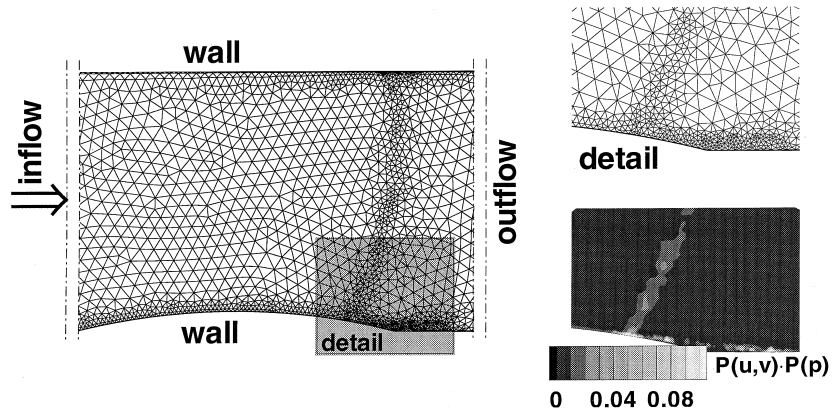 wall
inflow
outflow
wall
detail
detail
P(u,v)·P(p)
0 0.04 0.08